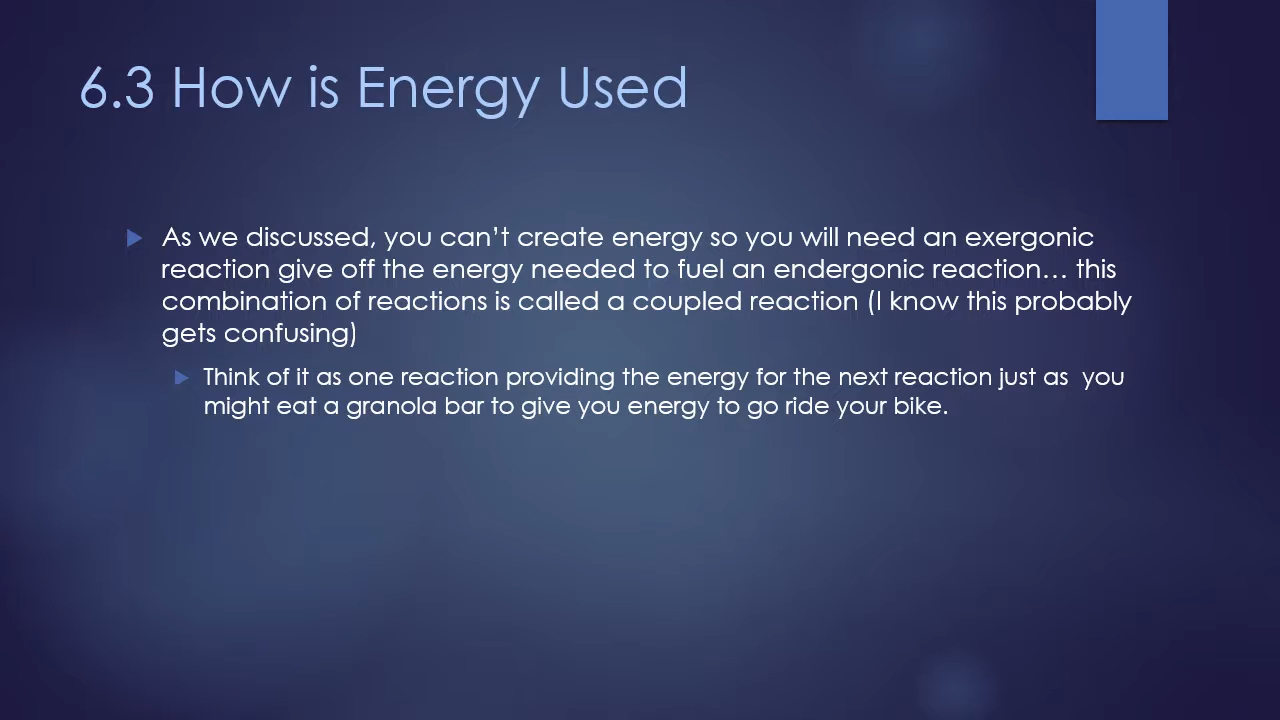 6.3 How is Energy Used
As we discussed, you can’t create energy so you will need an exergonic
reaction give off the energy needed to fuel an endergonic reaction… this
combination of reactions is called a coupled reaction (I know this probably
gets confusing)
Think of it as one reaction providing the energy for the next reaction just as  you
might eat a granola bar to give you energy to go ride your bike.